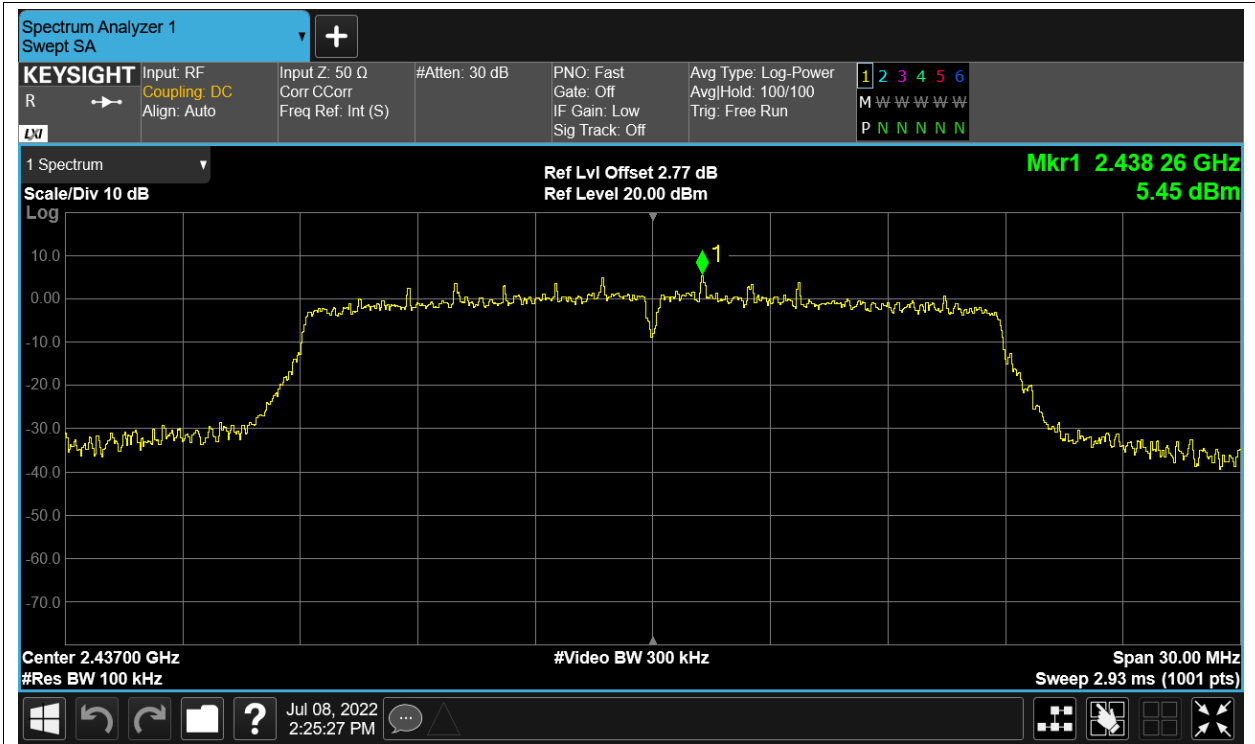 Spectrum Analyzer 1
Swept SA
KEYSIGHT
R
LXI
Input: RF
Coupling: DC
Align: Auto
Input Z: 50 Ω
Corr CCorr
Freq Ref: Int (S)
#Atten: 30 dB
PNO: Fast
Gate: Off
IF Gain: Low
Sig Track: Off
Avg Type: Log-Power
Avg|Hold: 100/100
Trig: Free Run
1 2 3 4 5 6
M W W W W W
P N N N N N
1 Spectrum
Scale/Div 10 dB
Log
Ref Lvl Offset 2.77 dB
Ref Level 20.00 dBm
Mkr1 2.438 26 GHz
5.45 dBm
1
10.0
0.00
-10.0
-20.0
-30.0
-40.0
-50.0
-60.0
-70.0
Center 2.43700 GHz
#Res BW 100 kHz
#Video BW 300 kHz
Span 30.00 MHz
Sweep 2.93 ms (1001 pts)
?
Jul 08, 2022
2:25:27 PM